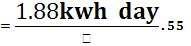 = 1.88kwh day .55
□